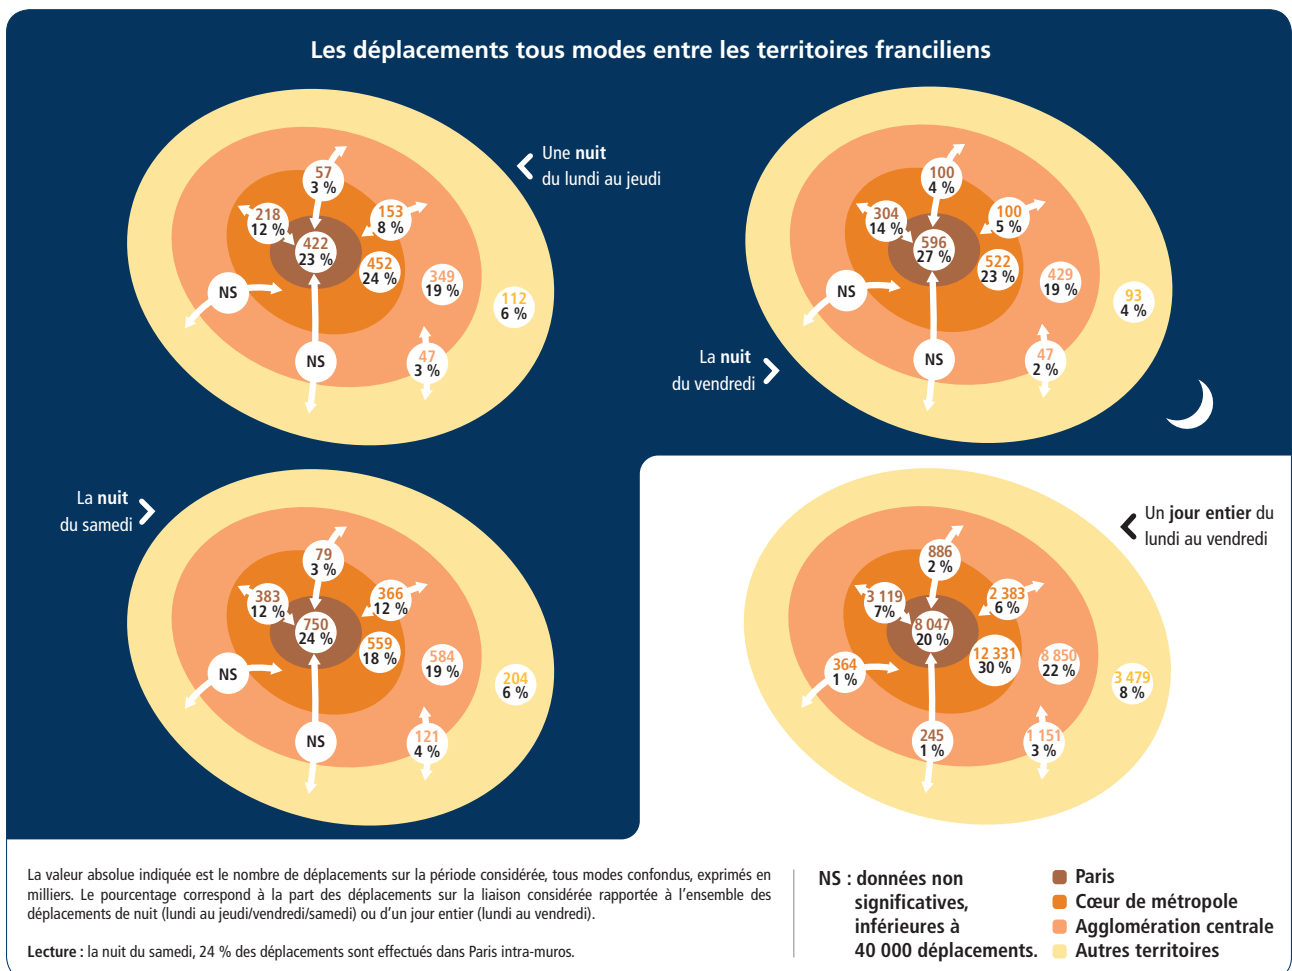 Les déplacements tous modes entre les territoires franciliens
Une nuit
du lundi au jeudi
57
3 %
218
12 %
153
8 %
422
23 %
452
24 %
349
19 %
112
6 %
NS
NS
47
3 %
La nuit
du vendredi
100
4 %
304
14 %
100
5 %
596
27 %
522
23 %
429
19 %
93
4 %
NS
NS
47
2 %
La nuit
du samedi
79
3 %
383
12 %
366
12 %
750
24 %
559
18 %
584
19 %
204
6 %
NS
NS
121
4 %
Un jour entier du
lundi au vendredi
886
2 %
3 119
7%
2 383
6 %
8 047
20 %
12 331
30 %
8 850
22 %
3 479
8 %
364
1 %
245
1 %
1 151
3 %
La valeur absolue indiquée est le nombre de déplacements sur la période considérée, tous modes confondus, exprimés en
milliers. Le pourcentage correspond à la part des déplacements sur la liaison considérée rapportée à l'ensemble des
déplacements de nuit (lundi au jeudi/vendredi/samedi) ou d'un jour entier (lundi au vendredi).
Lecture : la nuit du samedi, 24 % des déplacements sont effectués dans Paris intra-muros.
NS : données non
significatives,
inférieures à
40 000 déplacements.
Paris
Cœur de métropole
Agglomération centrale
Autres territoires